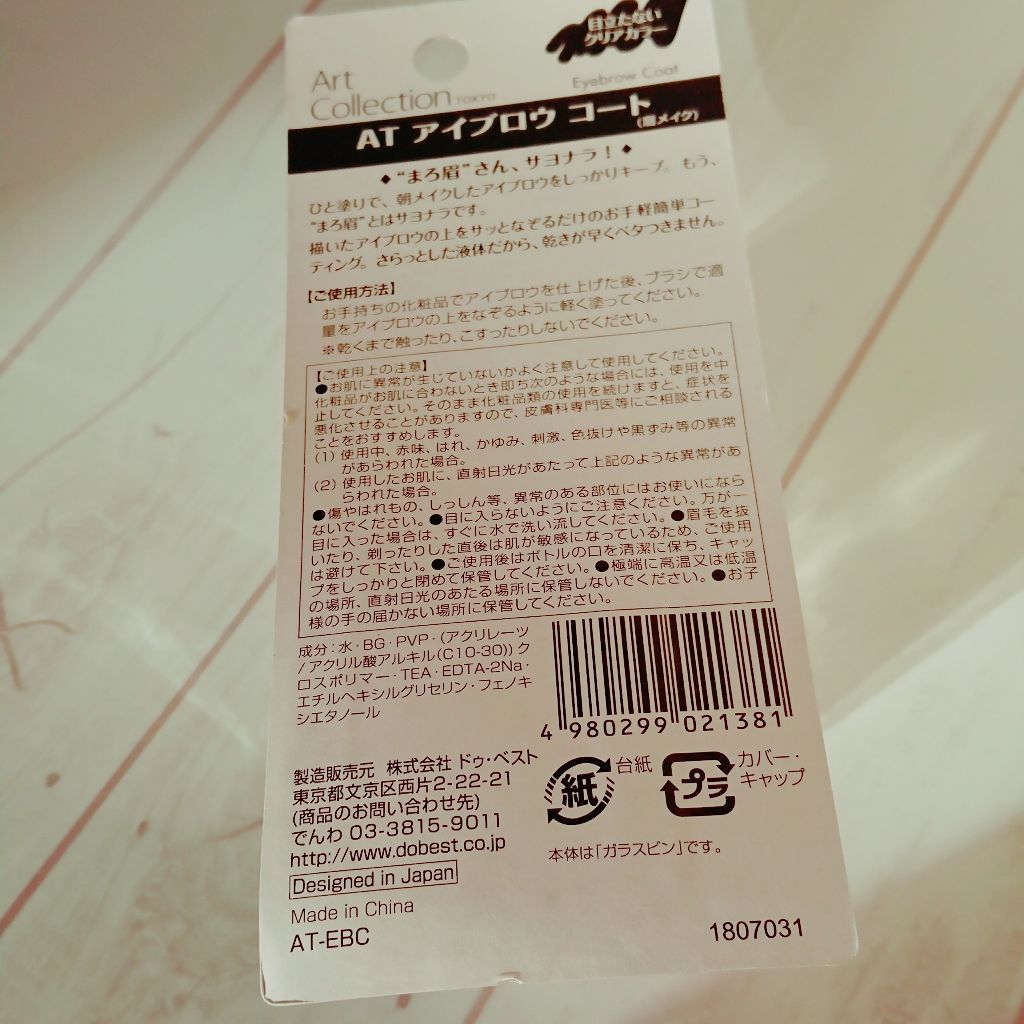 目立たない
クリアカラー
Art
Collection TOKYO
Eyebrow Coat
AT アイブロウ コート
(眉メイク)
◆“まろ眉”さん、サヨナラ！◆
ひと塗りで、朝メイクしたアイブロウをしっかりキープ。もう、
“まろ眉”とはサヨナラです。
描いたアイブロウの上をサッとなぞるだけのお手軽簡単コー
ティング。さらっとした液体だから、乾きが早くベタつきません。
【ご使用方法】
お手持ちの化粧品でアイブロウを仕上げた後、ブラシで適
量をアイブロウの上をなぞるように軽く塗ってください。
※乾くまで触ったり、こすったりしないでください。
【ご使用上の注意】
●お肌に異常が生じていないかよく注意して使用してください。
化粧品がお肌に合わないとき即ち次のような場合には、使用を中
止してください。そのまま化粧品類の使用を続けますと、症状を
悪化させることがありますので、皮膚科専門医等にご相談される
ことをおすすめします。
(1) 使用中、赤味、はれ、かゆみ、刺激、色抜けや黒ずみ等の異常
があらわれた場合。
(2) 使用したお肌に、直射日光があたって上記のような異常があ
らわれた場合。
●傷やはれもの、しっしん等、異常のある部位にはお使いになら
ないでください。●目に入らないようにご注意ください。万が一
目に入った場合は、すぐに水で洗い流してください。●眉毛を抜
いたり、剃ったりした直後は肌が敏感になっているため、ご使用
は避けて下さい。●ご使用後はボトルの口を清潔に保ち、キャッ
プをしっかりと閉めて保管してください。●極端に高温又は低温
の場所、直射日光のあたる場所に保管しないでください。●お子
様の手の届かない場所に保管してください。
成分：水・BG・PVP・(アクリレーツ
/アクリル酸アルキル(C10-30))ク
ロスポリマー・TEA・EDTA-2Na・
エチルヘキシルグリセリン・フェノキ
シエタノール
4 980299 021381
製造販売元 株式会社 ドゥ・ベスト
東京都文京区西片2-22-21
(商品のお問い合わせ先)
でんわ 03-3815-9011
http://www.dobest.co.jp
Designed in Japan
Made in China
AT-EBC
紙 台紙
プラ カバー・
キャップ
本体は「ガラスビン」です。
1807031